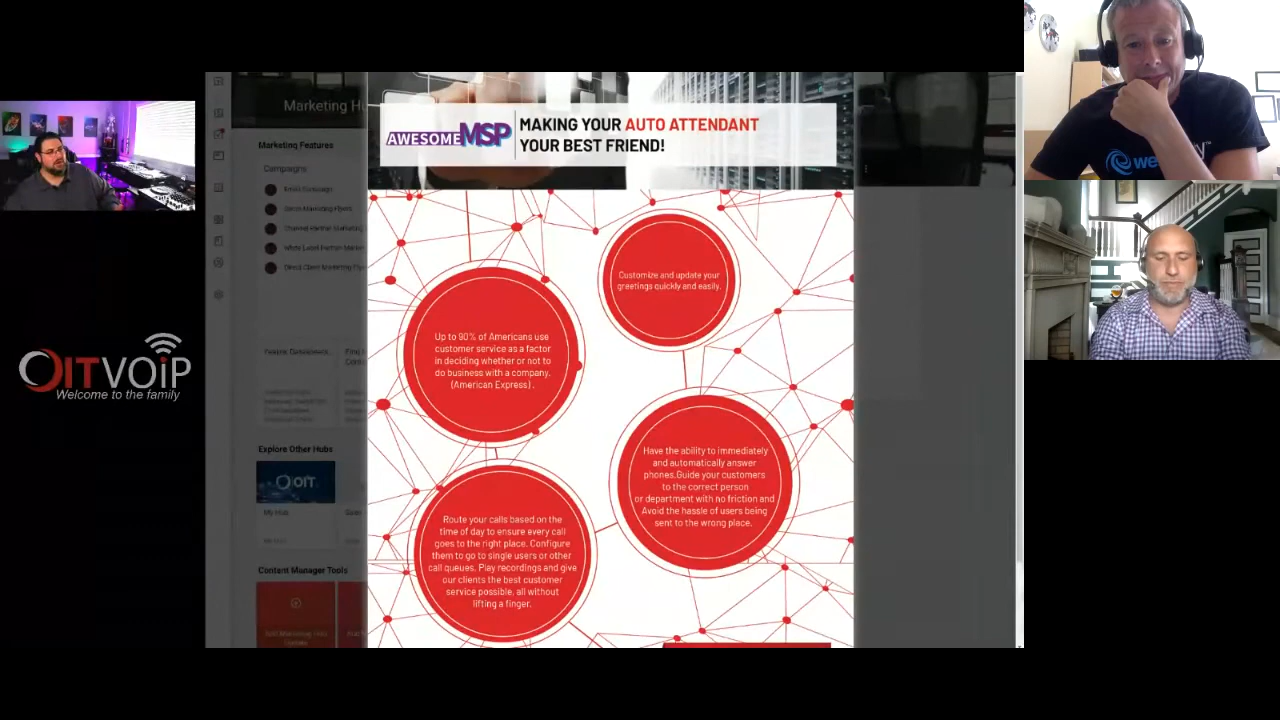 Marketing H
Marketing Features
Campaigns
Email Campaign
Explore Other Hubs
OIT
My Hub
Content Manager Tools
OITVOIP
Welcome to the family
AWESOMEMSP
MAKING YOUR AUTO ATTENDANT
YOUR BEST FRIEND!
Customize and update your
greetings quickly and easily.
Up to 90% of Americans use
customer service as a factor
in deciding whether or not to
do business with a company.
(American Express) .
Have the ability to immediately
and automatically answer
phones.Guide your customers
to the correct person
or department with no friction and
Avoid the hassle of users being
sent to the wrong place.
Route your calls based on the
time of day to ensure every call
goes to the right place. Configure
them to go to single users or other
call queues. Play recordings and give
our clients the best customer
service possible, all without
lifting a finger.